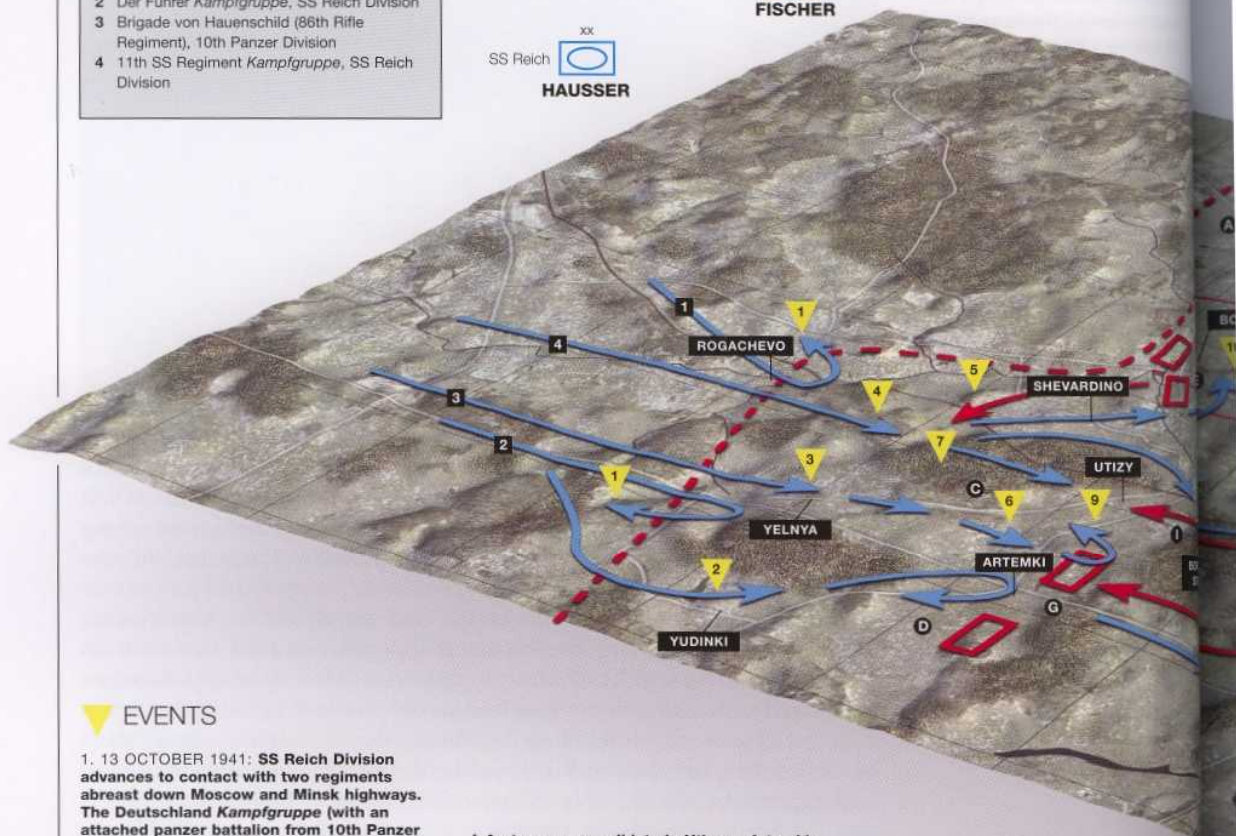 2 Der Führer Kampfgruppe, SS Reich Division
3 Brigade von Hauenschild (86th Rifle
Regiment), 10th Panzer Division
4 11th SS Regiment Kampfgruppe, SS Reich
Division
FISCHER
xx
SS Reich
HAUSSER
A
1
1
ROGACHEVO
BO
10
4
5
4
SHEVARDINO
3
7
2
3
UTIZY
1
C
6
9
YELNYA
I
ARTEMKI
2
G
D
YUDINKI
EVENTS
1. 13 OCTOBER 1941: SS Reich Division
advances to contact with two regiments
abreast down Moscow and Minsk highways.
The Deutschland Kampfgruppe (with an
attached panzer battalion from 10th Panzer